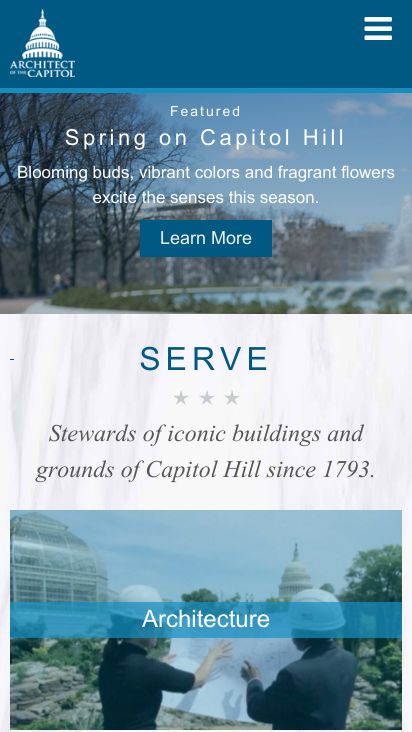 ARCHITECT
OF THE CAPITOL
Featured
Spring on Capitol Hill
Blooming buds, vibrant colors and fragrant flowers
excite the senses this season.
Learn More
SERVE
Stewards of iconic buildings and
grounds of Capitol Hill since 1793.
Architecture